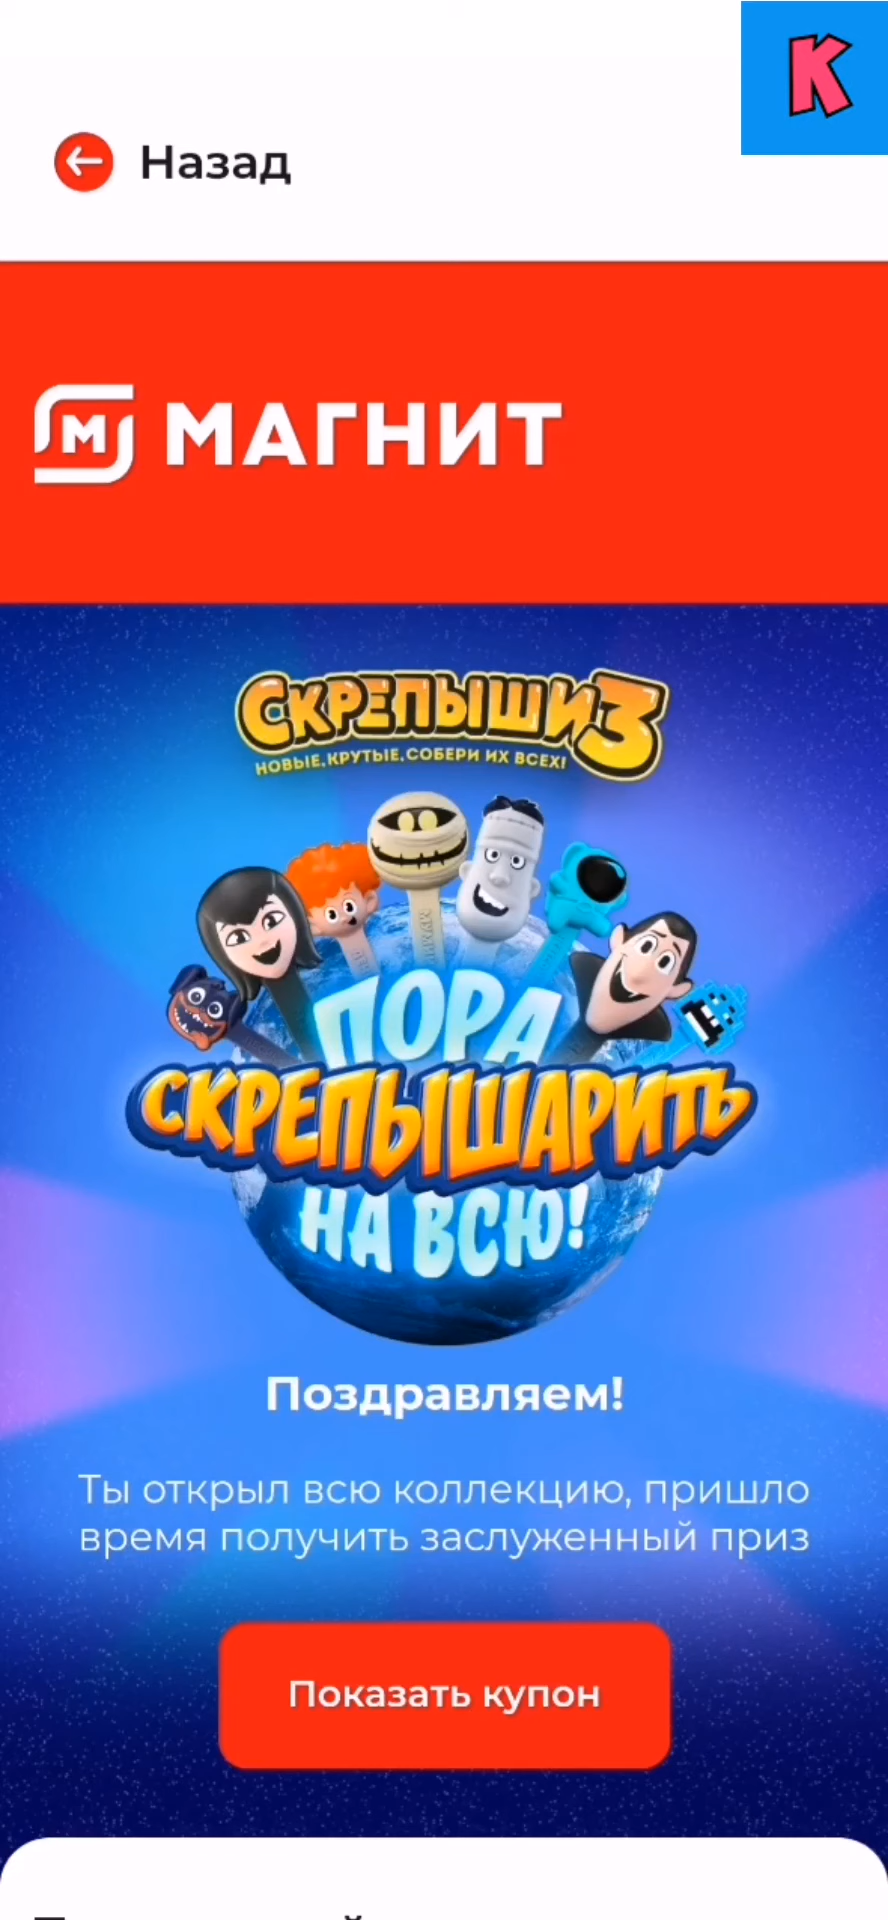 K
Назад
М МАГНИТ
СКРЕПЫШИ 3
НОВЫЕ, КРУТЫЕ, СОБЕРИ ИХ ВСЕХ!
ПОРА
СКРЕПЫШАРИТЬ
НА ВСЮ!
Поздравляем!
Ты открыл всю коллекцию, пришло
время получить заслуженный приз
Показать купон